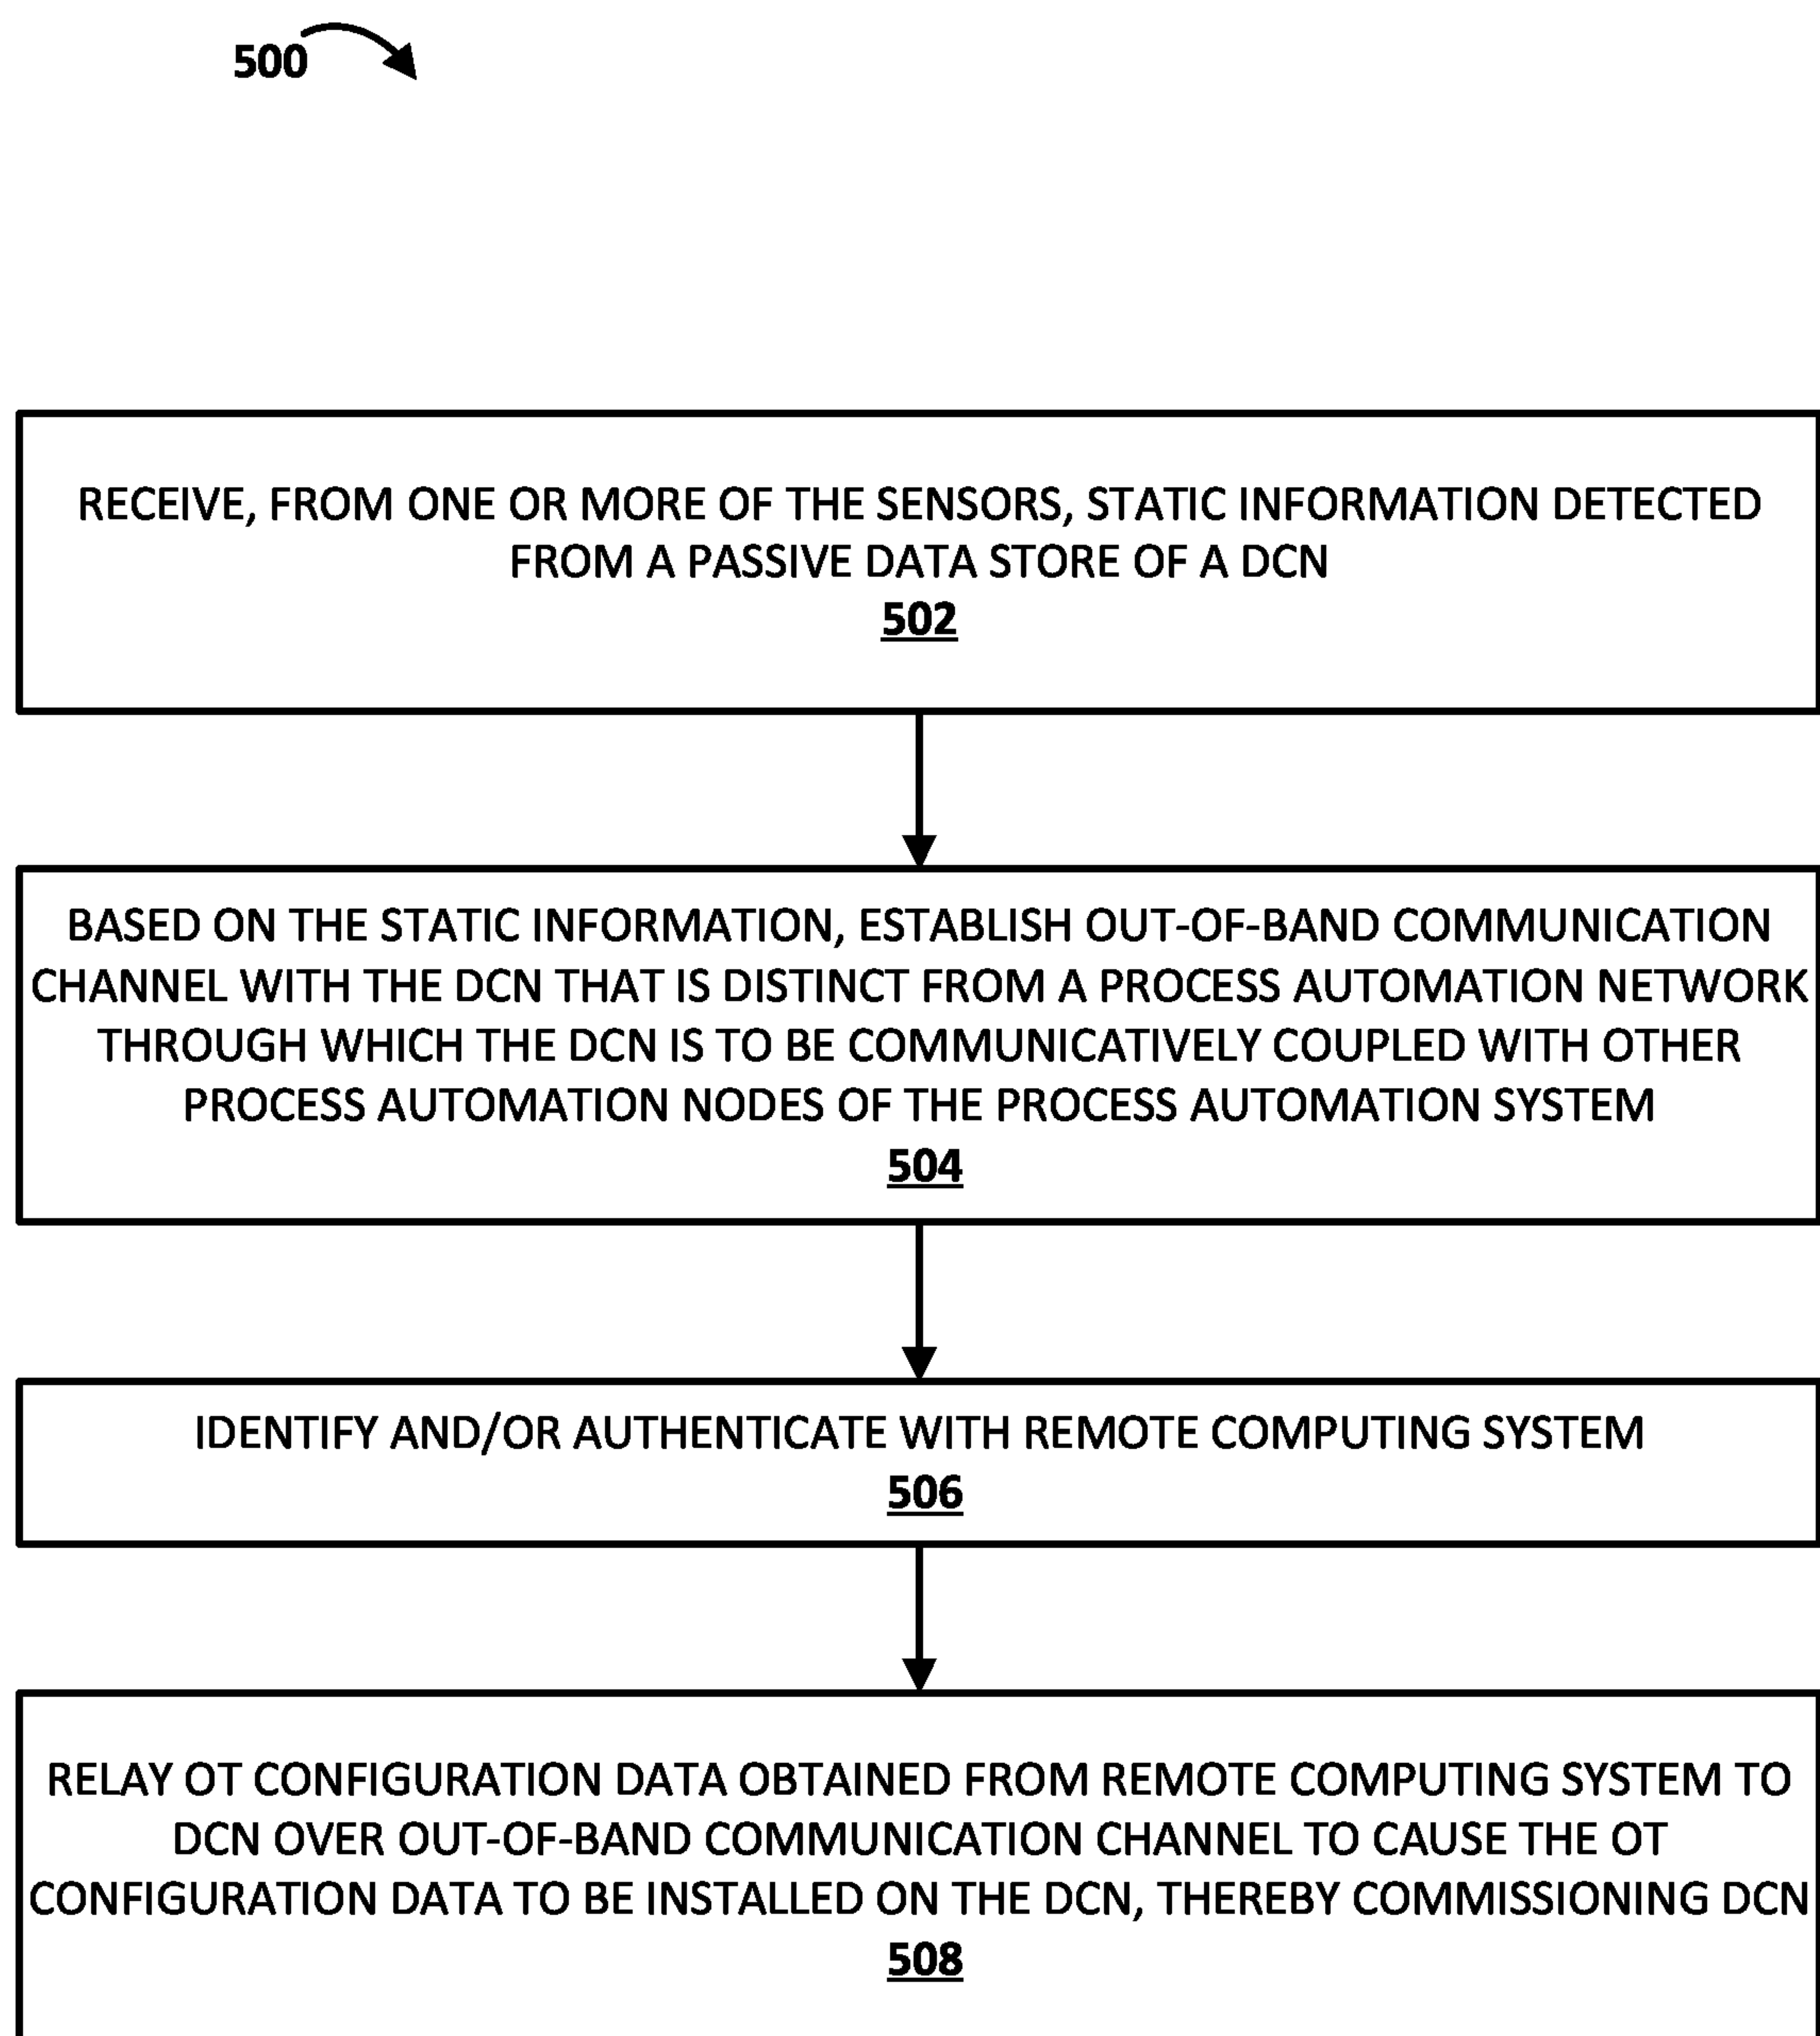 500
RECEIVE, FROM ONE OR MORE OF THE SENSORS, STATIC INFORMATION DETECTED
FROM A PASSIVE DATA STORE OF A DCN
502
BASED ON THE STATIC INFORMATION, ESTABLISH OUT-OF-BAND COMMUNICATION
CHANNEL WITH THE DCN THAT IS DISTINCT FROM A PROCESS AUTOMATION NETWORK
THROUGH WHICH THE DCN IS TO BE COMMUNICATIVELY COUPLED WITH OTHER
PROCESS AUTOMATION NODES OF THE PROCESS AUTOMATION SYSTEM
504
IDENTIFY AND/OR AUTHENTICATE WITH REMOTE COMPUTING SYSTEM
506
RELAY OT CONFIGURATION DATA OBTAINED FROM REMOTE COMPUTING SYSTEM TO
DCN OVER OUT-OF-BAND COMMUNICATION CHANNEL TO CAUSE THE OT
CONFIGURATION DATA TO BE INSTALLED ON THE DCN, THEREBY COMMISSIONING DCN
508